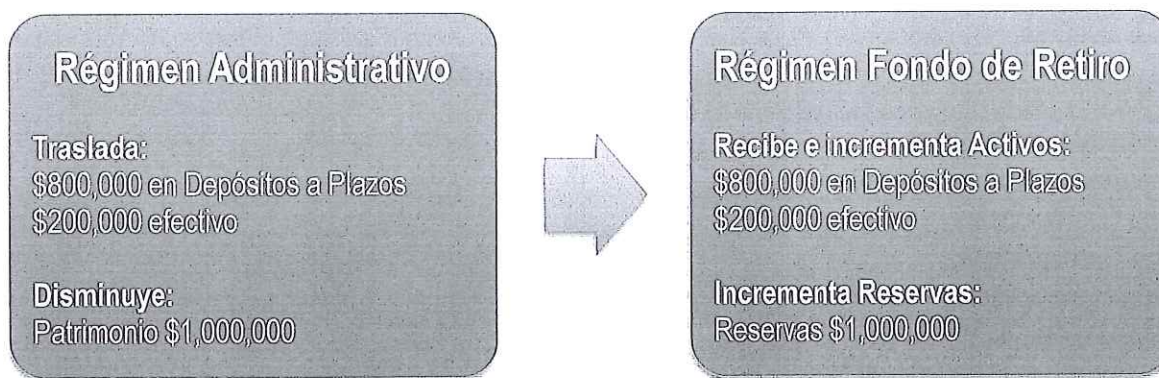 Régimen Administrativo
Traslada:
$800,000 en Depósitos a Plazos
$200,000 efectivo
Disminuye:
Patrimonio $1,000,000
Régimen Fondo de Retiro
Recibe e incrementa Activos:
$800,000 en Depósitos a Plazos
$200,000 efectivo
Incrementa Reservas:
Reservas $1,000,000